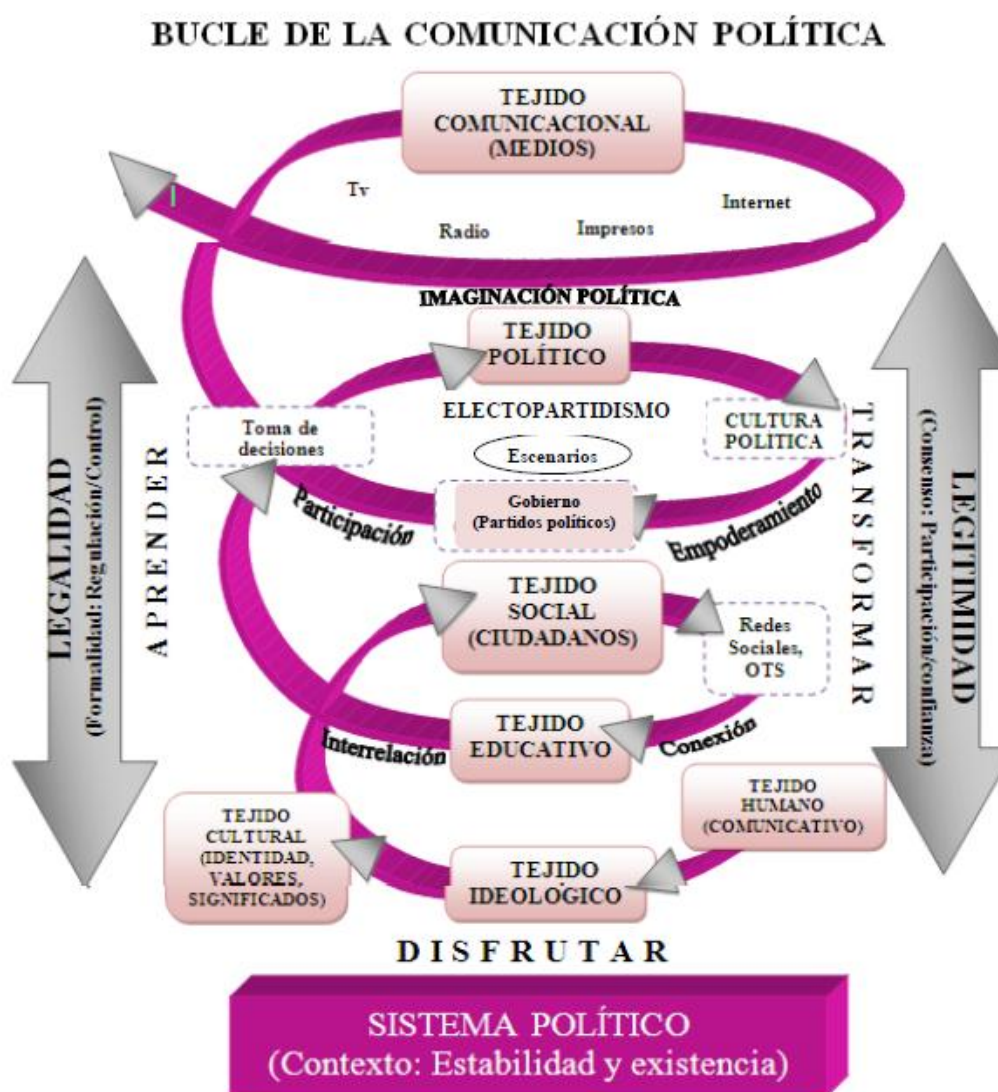 BUCLE DE LA COMUNICACIÓN POLÍTICA
TEJIDO
COMUNICACIONAL
(MEDIOS)
Tv
Radio
Impresos
Internet
IMAGINACIÓN POLÍTICA
TEJIDO
POLÍTICO
ELECTOPARTIDISMO
Escenarios
Toma de
decisiones
CULTURA
POLÍTICA
Gobierno
(Partidos políticos)
Participación
Empoderamiento
LEGALIDAD
(Formalidad: Regulación/Control)
APRENDER
TRANSFORMAR
LEGITIMIDAD
(Consenso: Participación/confianza)
TEJIDO
SOCIAL
(CIUDADANOS)
Redes
Sociales,
OTS
TEJIDO
EDUCATIVO
Interrelación
Conexión
TEJIDO
HUMANO
(COMUNICATIVO)
TEJIDO
CULTURAL
(IDENTIDAD,
VALORES,
SIGNIFICADOS)
TEJIDO
IDEOLÓGICO
DISFRUTAR
SISTEMA POLÍTICO
(Contexto: Estabilidad y existencia)